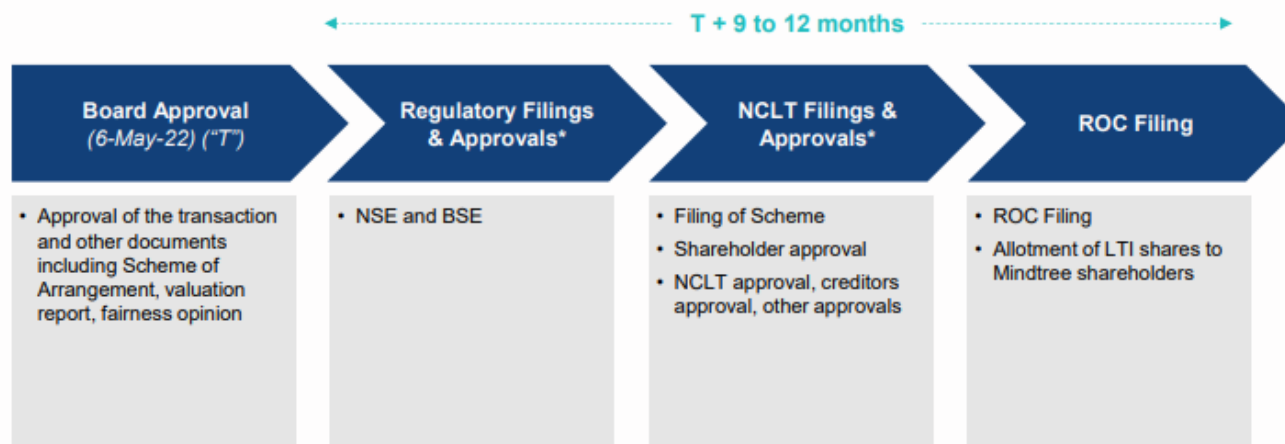 T + 9 to 12 months
Board Approval
(6-May-22) (“T”)
Regulatory Filings
& Approvals*
NCLT Filings &
Approvals*
ROC Filing
• Approval of the transaction
and other documents
including Scheme of
Arrangement, valuation
report, fairness opinion
• NSE and BSE
• Filing of Scheme
• Shareholder approval
• NCLT approval, creditors
approval, other approvals
• ROC Filing
• Allotment of LTI shares to
Mindtree shareholders